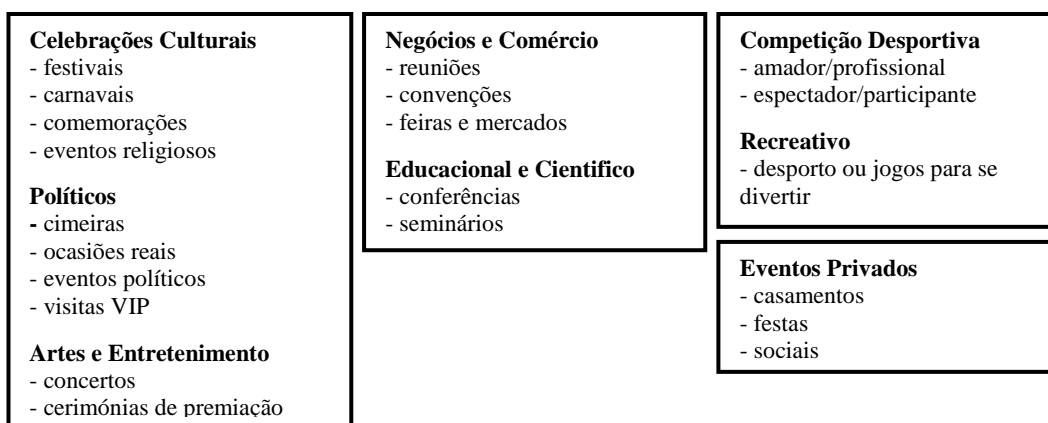 Celebrações Culturais
- festivais
- carnavais
- comemorações
- eventos religiosos
Políticos
- cimeiras
- ocasiões reais
- eventos políticos
- visitas VIP
Artes e Entretenimento
- concertos
- cerimónias de premiação
Negócios e Comércio
- reuniões
- convenções
- feiras e mercados
Educacional e Cientifico
- conferências
- seminários
Competição Desportiva
- amador/profissional
- espectador/participante
Recreativo
- desporto ou jogos para se
divertir
Eventos Privados
- casamentos
- festas
- sociais